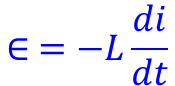 ∈ = −L di/dt